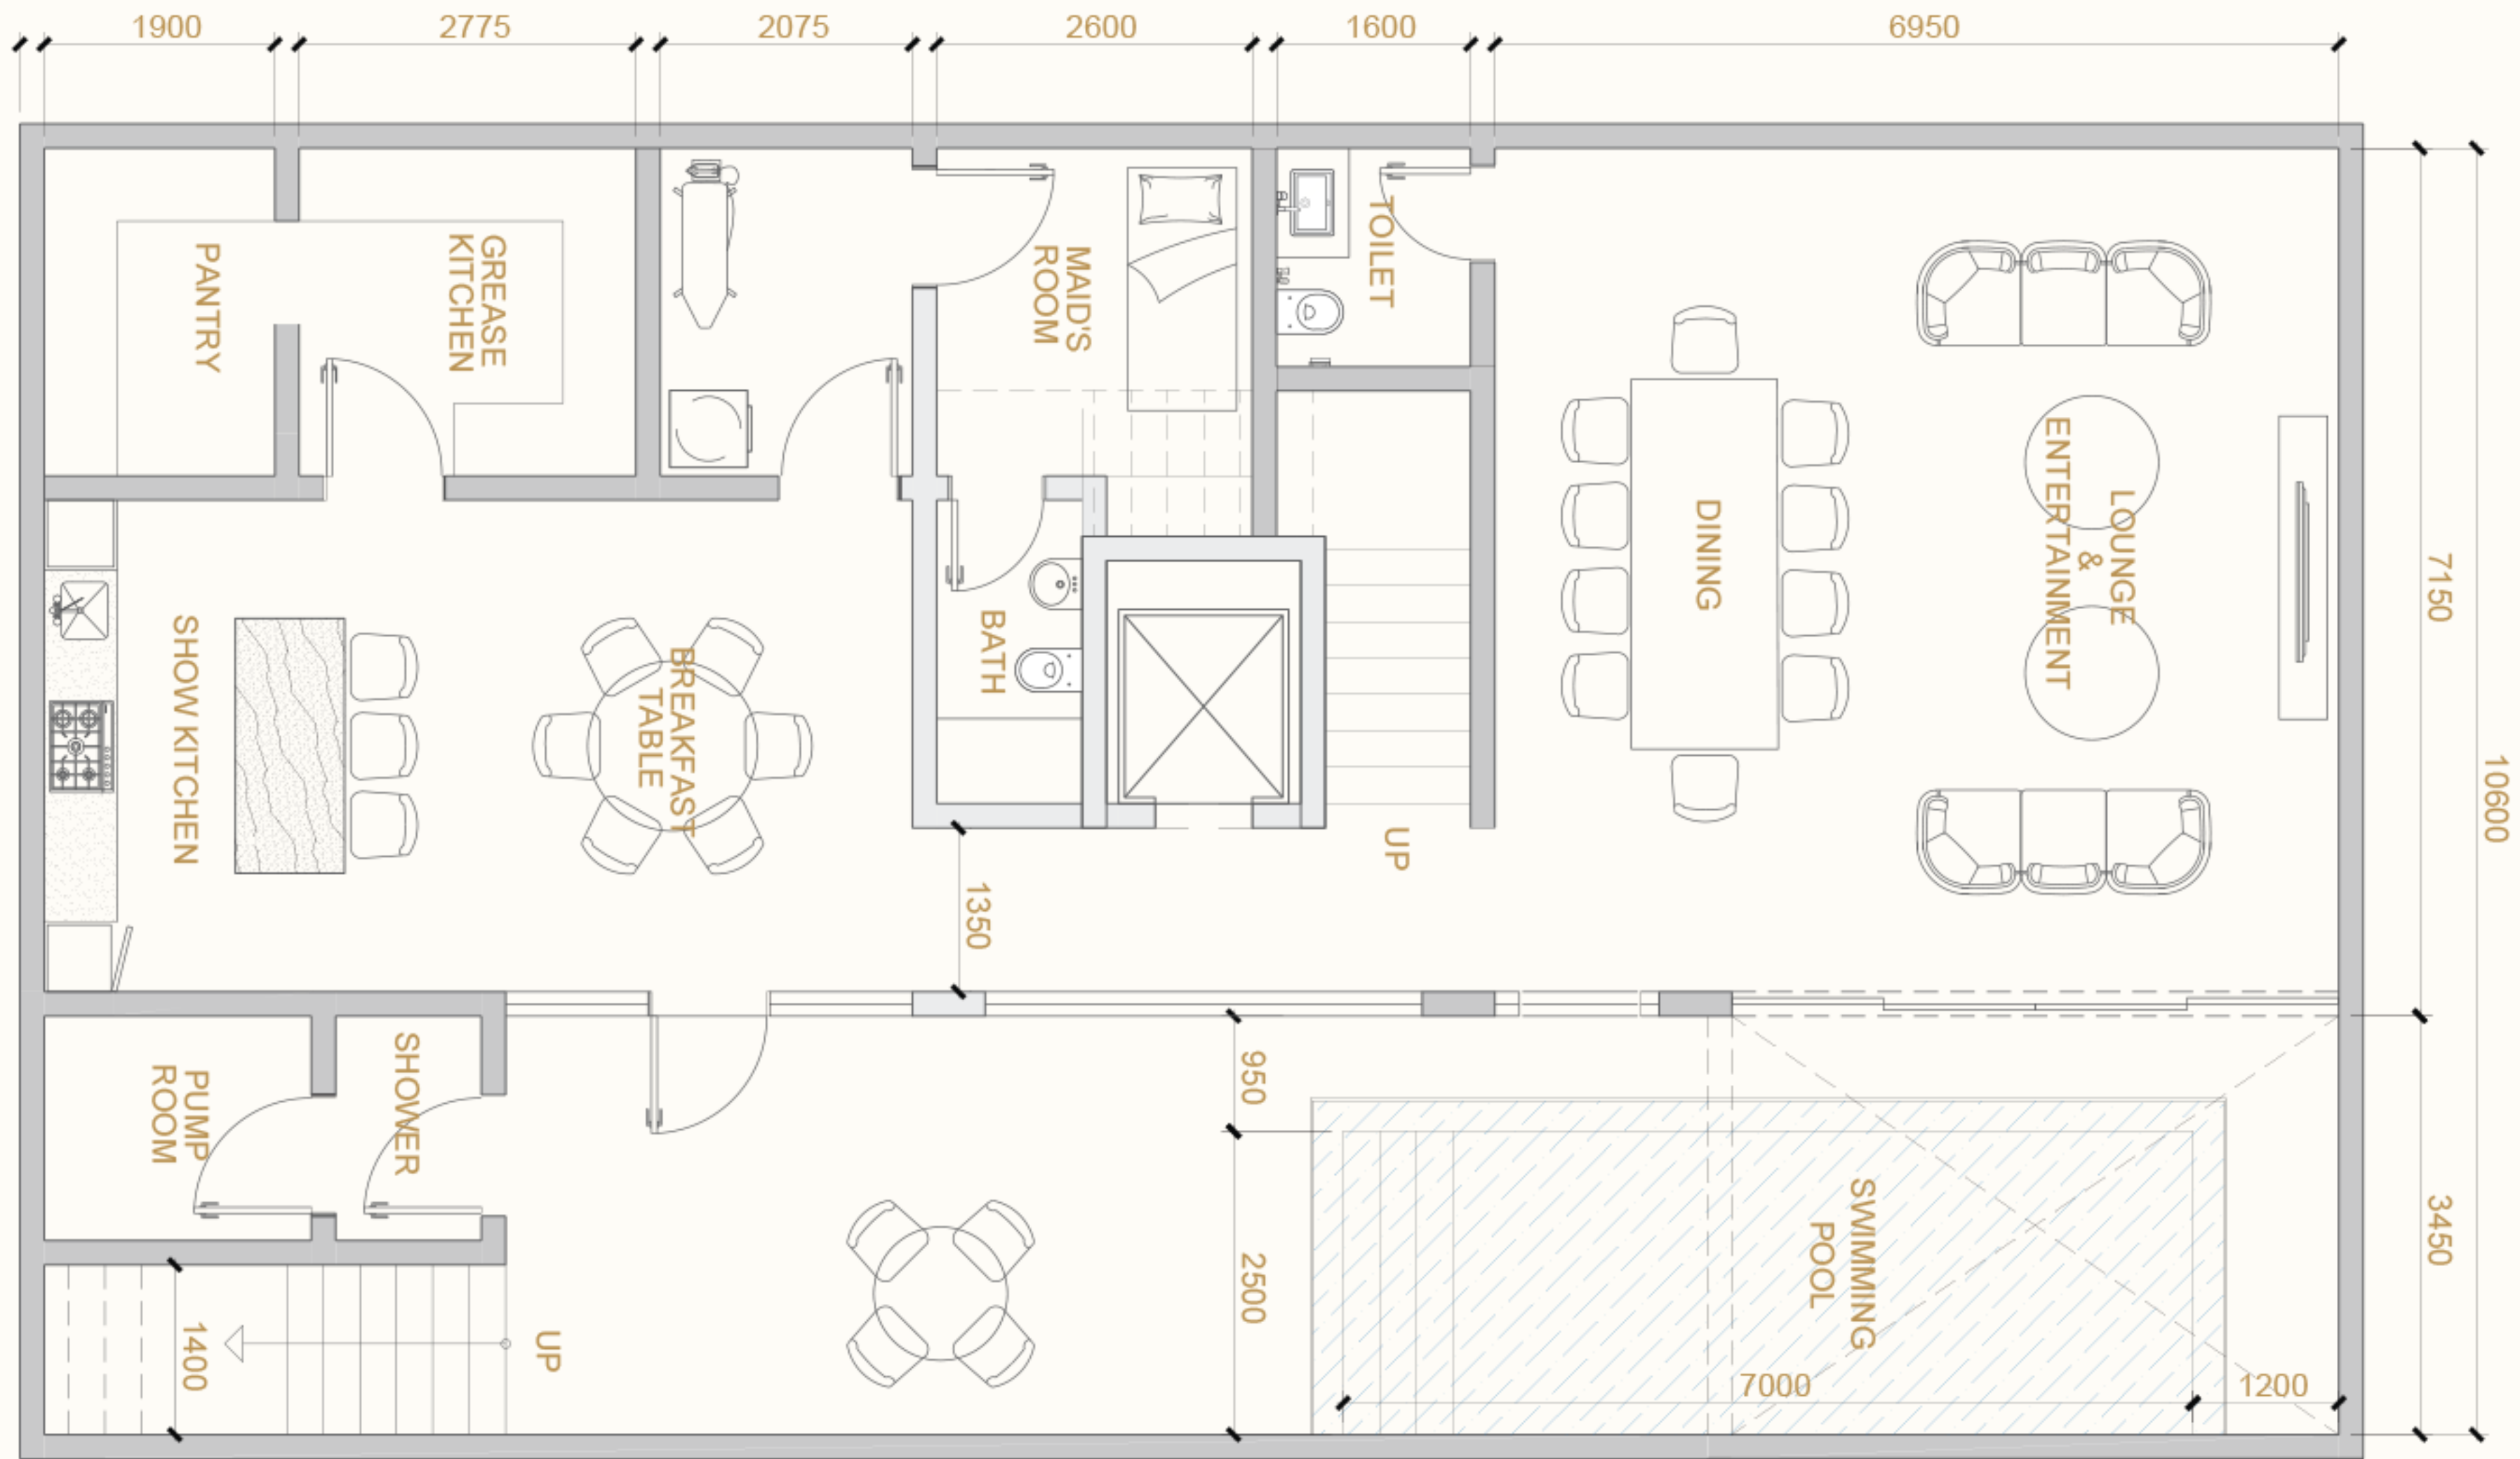 1900
2775
2075
2600
1600
6950
PANTRY
GREASE
KITCHEN
MAID'S
ROOM
TOILET
LOUNGE
&
ENTERTAINMENT
DINING
7150
10600
SHOW KITCHEN
BREAKFAST
TABLE
BATH
UP
1350
PUMP
ROOM
SHOWER
950
2500
SWIMMING
POOL
3450
1400
UP
7000
1200